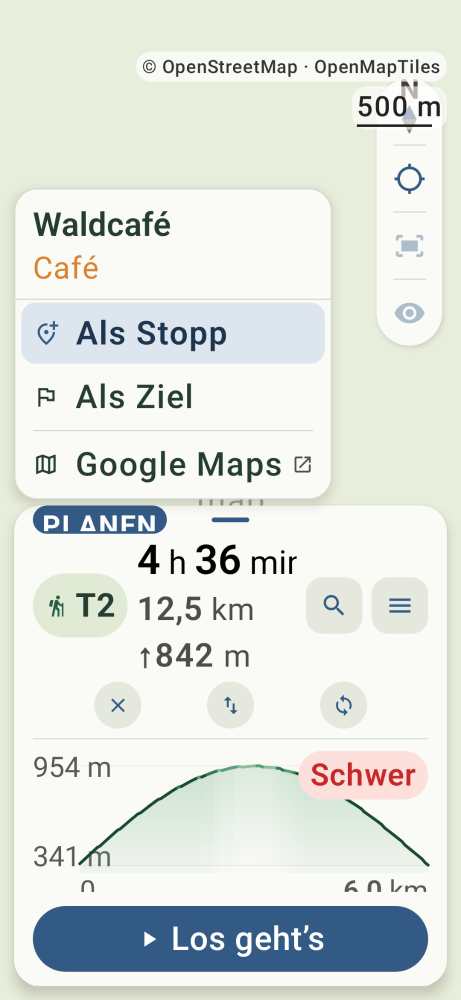 © OpenStreetMap · OpenMapTiles
N
500 m
Waldcafé
Café
Als Stopp
Als Ziel
Google Maps
PLANEN
4 h 36 mir
T2
12,5 km
↑842 m
954 m
Schwer
341 m
0
6,0 km
Los geht’s